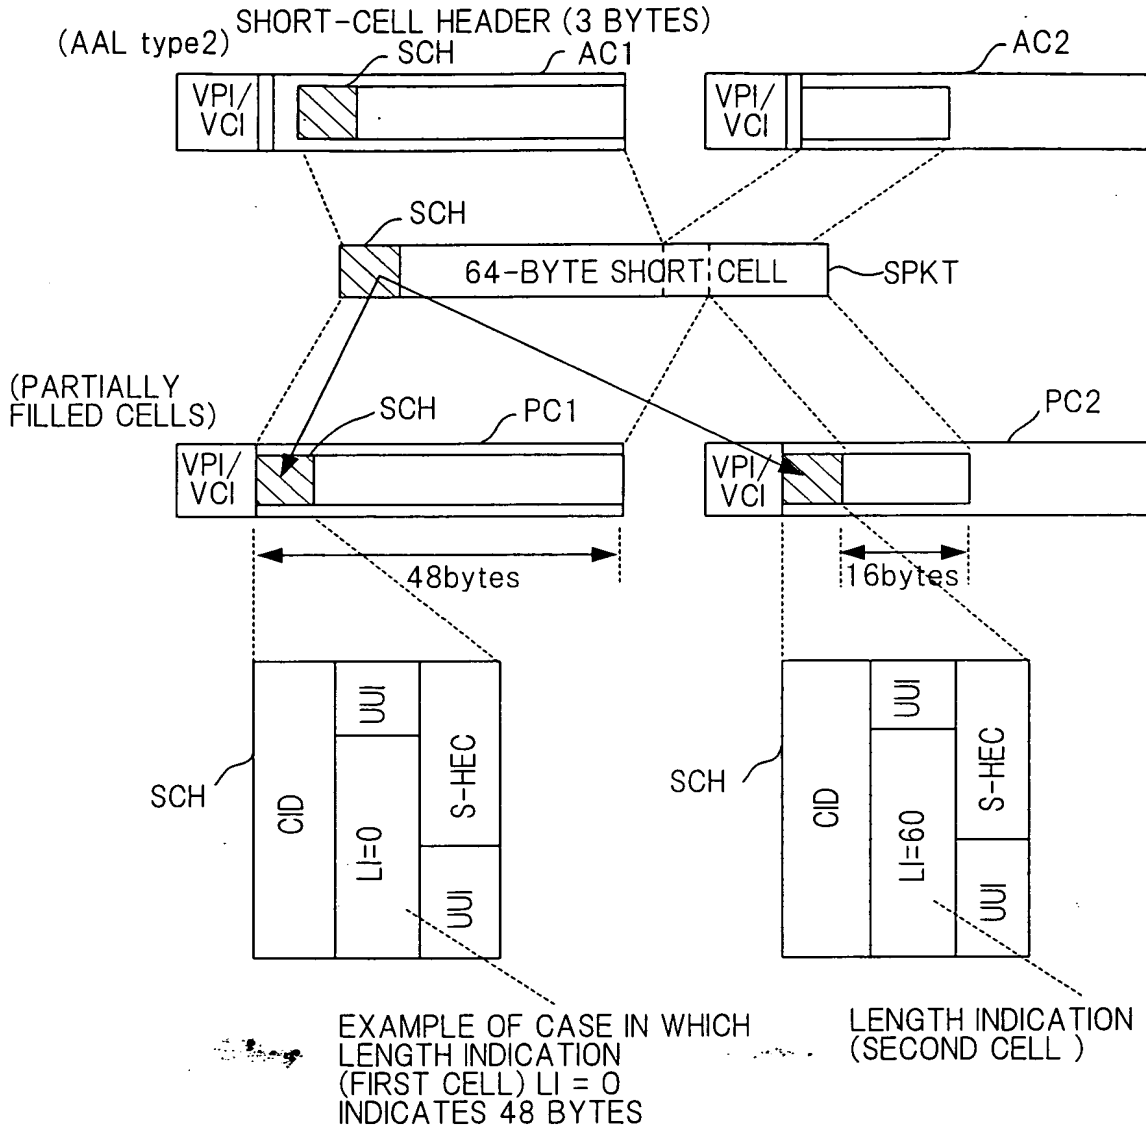 SHORT-CELL HEADER (3 BYTES)
(AAL type2)
SCH
AC1
AC2
VPI/
VCI
VPI/
VCI
SCH
64-BYTE SHORT CELL
SPKT
(PARTIALLY
FILLED CELLS)
SCH
PC1
PC2
VPI/
VCI
VPI/
VCI
48bytes
16bytes
SCH
CID
UUI
LI=0
S-HEC
UUI
SCH
CID
UUI
LI=60
S-HEC
UUI
EXAMPLE OF CASE IN WHICH
LENGTH INDICATION
(FIRST CELL) LI = 0
INDICATES 48 BYTES
LENGTH INDICATION
(SECOND CELL )